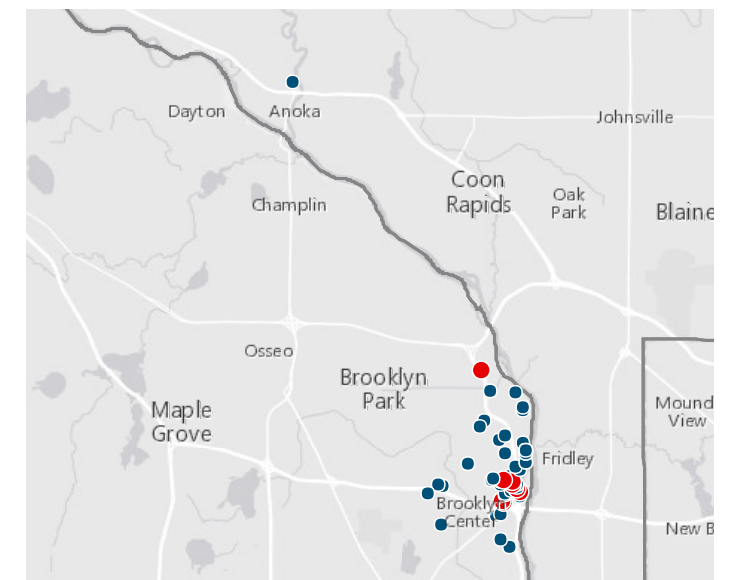 Dayton
Anoka
Johnsville
Coon
Rapids
Oak
Park
Champlin
Blaine
Osseo
Brooklyn
Park
Maple
Grove
Mound
View
Fridley
Brooklyn
Center
New B